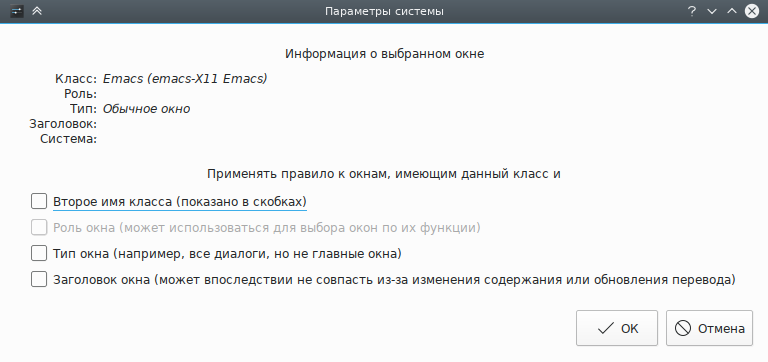 Параметры системы
Информация о выбранном окне
Класс: Emacs (emacs-X11 Emacs)
Роль:
Тип: Обычное окно
Заголовок:
Система:
Применять правило к окнам, имеющим данный класс и
Второе имя класса (показано в скобках)
Роль окна (может использоваться для выбора окон по их функции)
Тип окна (например, все диалоги, но не главные окна)
Заголовок окна (может впоследствии не совпасть из-за изменения содержания или обновления перевода)
ОК Отмена